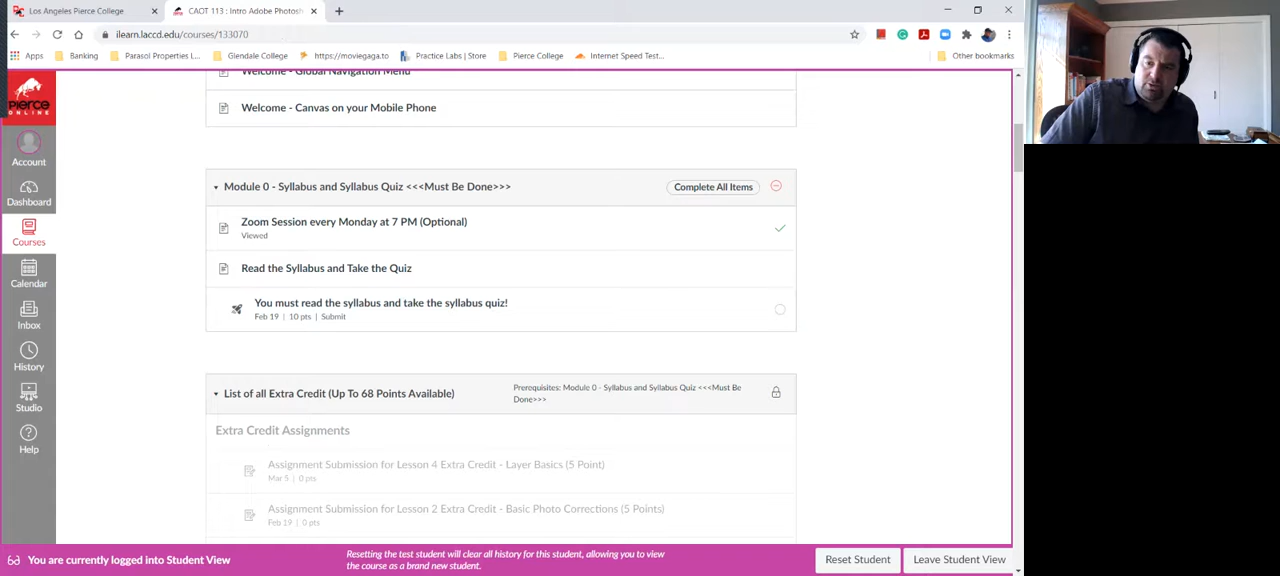 Los Angeles Pierce College
CAOT 113 : Intro Adobe Photosh
ilearn.laccd.edu/courses/133070
Apps
Banking
Parasol Properties L...
Glendale College
https://moviegaga.to
Practice Labs | Store
Pierce College
Internet Speed Test...
Other bookmarks
PIERCE
ONLINE
Account
Dashboard
Courses
Calendar
Inbox
History
Studio
Help
Welcome - Global Navigation Menu
Welcome - Canvas on your Mobile Phone
Module 0 - Syllabus and Syllabus Quiz <<<Must Be Done>>>
Complete All Items
Zoom Session every Monday at 7 PM (Optional)
Viewed
Read the Syllabus and Take the Quiz
You must read the syllabus and take the syllabus quiz!
Feb 19 | 10 pts | Submit
List of all Extra Credit (Up To 68 Points Available)
Prerequisites: Module 0 - Syllabus and Syllabus Quiz <<<Must Be
Done>>>
Extra Credit Assignments
Assignment Submission for Lesson 4 Extra Credit - Layer Basics (5 Point)
Mar 5 | 0 pts
Assignment Submission for Lesson 2 Extra Credit - Basic Photo Corrections (5 Points)
Feb 19 | 0 pts
You are currently logged into Student View
Resetting the test student will clear all history for this student, allowing you to view
the course as a brand new student.
Reset Student
Leave Student View